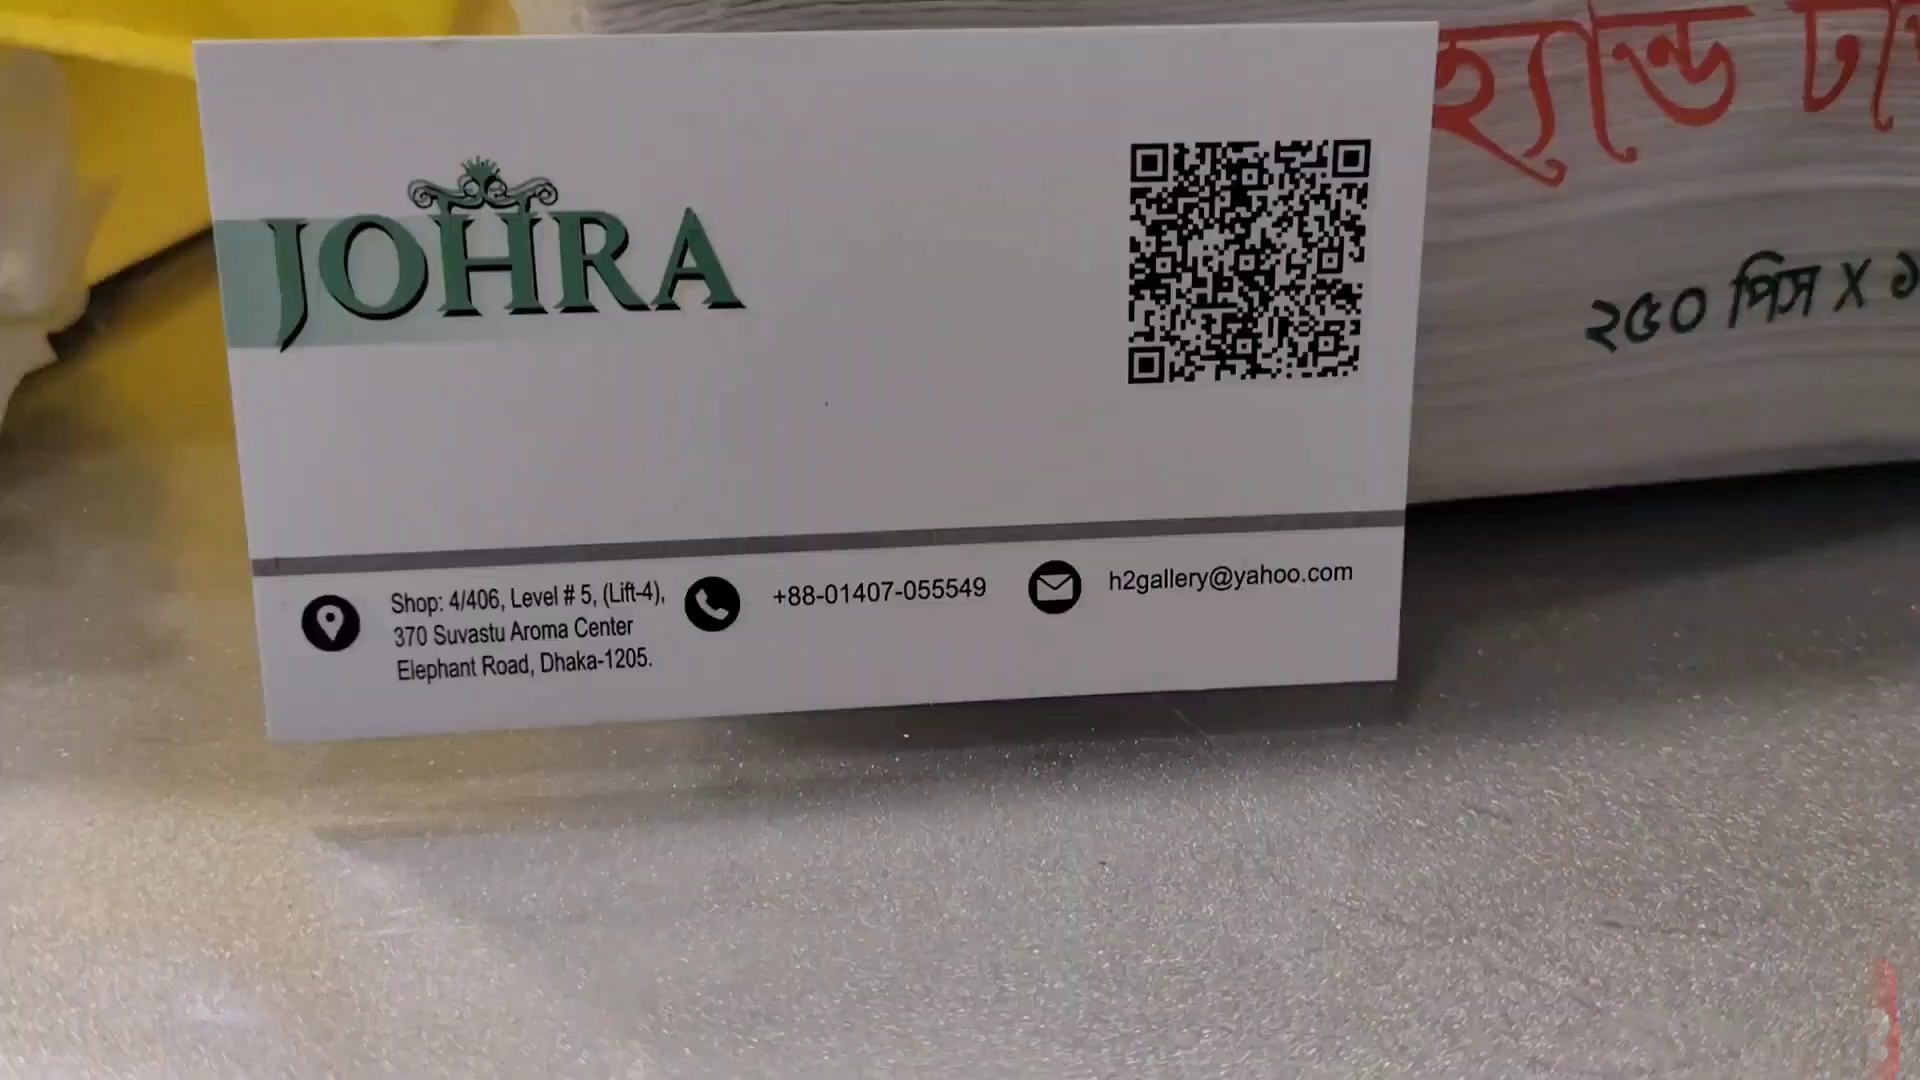 JOHRA
Shop: 4/406, Level # 5, (Lift-4),
370 Suvastu Aroma Center
Elephant Road, Dhaka-1205.
+88-01407-055549
h2gallery@yahoo.com
হ্যান্ড
২৫০ পিস X